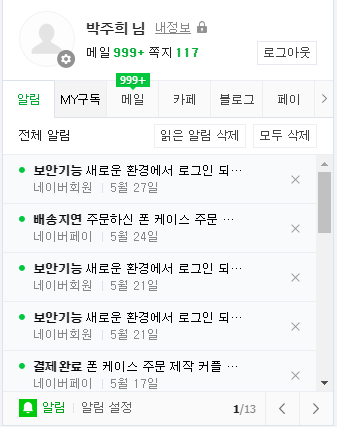 박주희 님 내정보
메일 999+ 쪽지 117
로그아웃
999+
알림 MY구독 메일 카페 블로그 페이
전체 알림 읽은 알림 삭제 모두 삭제
보안기능 새로운 환경에서 로그인 되…
네이버회원 5월 27일
배송지연 주문하신 폰 케이스 주문 …
네이버페이 5월 24일
보안기능 새로운 환경에서 로그인 되…
네이버회원 5월 21일
보안기능 새로운 환경에서 로그인 되…
네이버회원 5월 21일
결제완료 폰 케이스 주문 제작 커플 …
네이버페이 5월 17일
알림 알림 설정 1/13